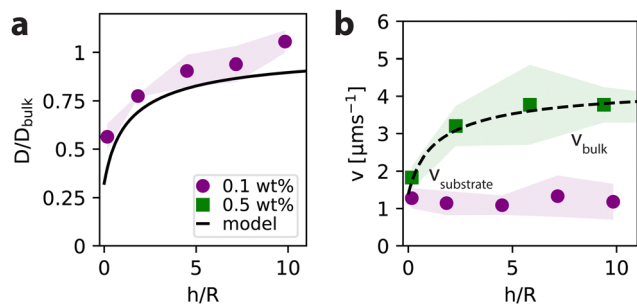 a
D/D_bulk
1
0.75
0.5
0.25
0
0.1 wt%
0.5 wt%
model
0
5
10
h/R
b
v [µms⁻¹]
6
5
4
3
2
1
0
v_bulk
v_substrate
0
5
10
h/R